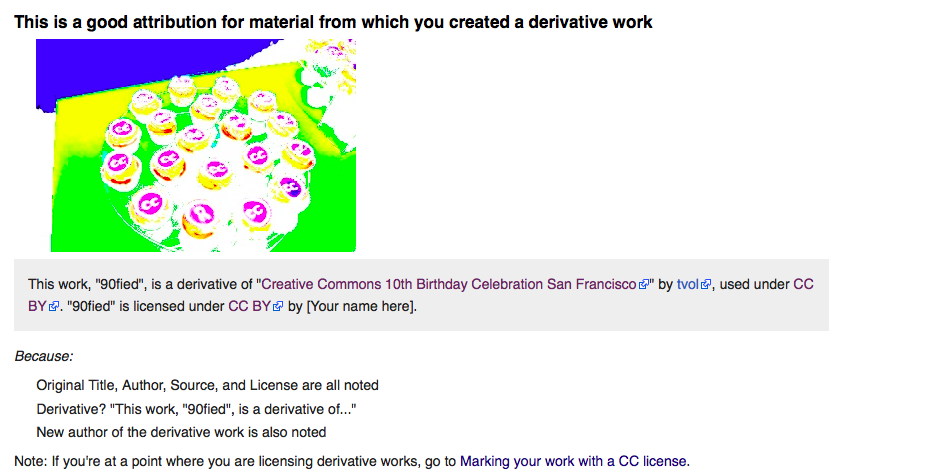 This is a good attribution for material from which you created a derivative work
This work, "90fied", is a derivative of "Creative Commons 10th Birthday Celebration San Francisco" by tvol, used under CC
BY. "90fied" is licensed under CC BY by [Your name here].
Because:
Original Title, Author, Source, and License are all noted
Derivative? "This work, "90fied", is a derivative of..."
New author of the derivative work is also noted
Note: If you're at a point where you are licensing derivative works, go to Marking your work with a CC license.